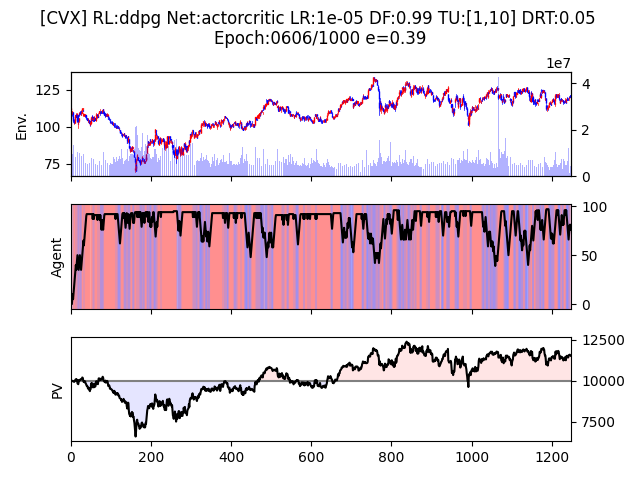 [CVX] RL:ddpg Net:actorcritic LR:1e-05 DF:0.99 TU:[1,10] DRT:0.05
Epoch:0606/1000 e=0.39
1e7
Env.
125
100
75
4
2
0
Agent
100
50
0
PV
12500
10000
7500
0 200 400 600 800 1000 1200